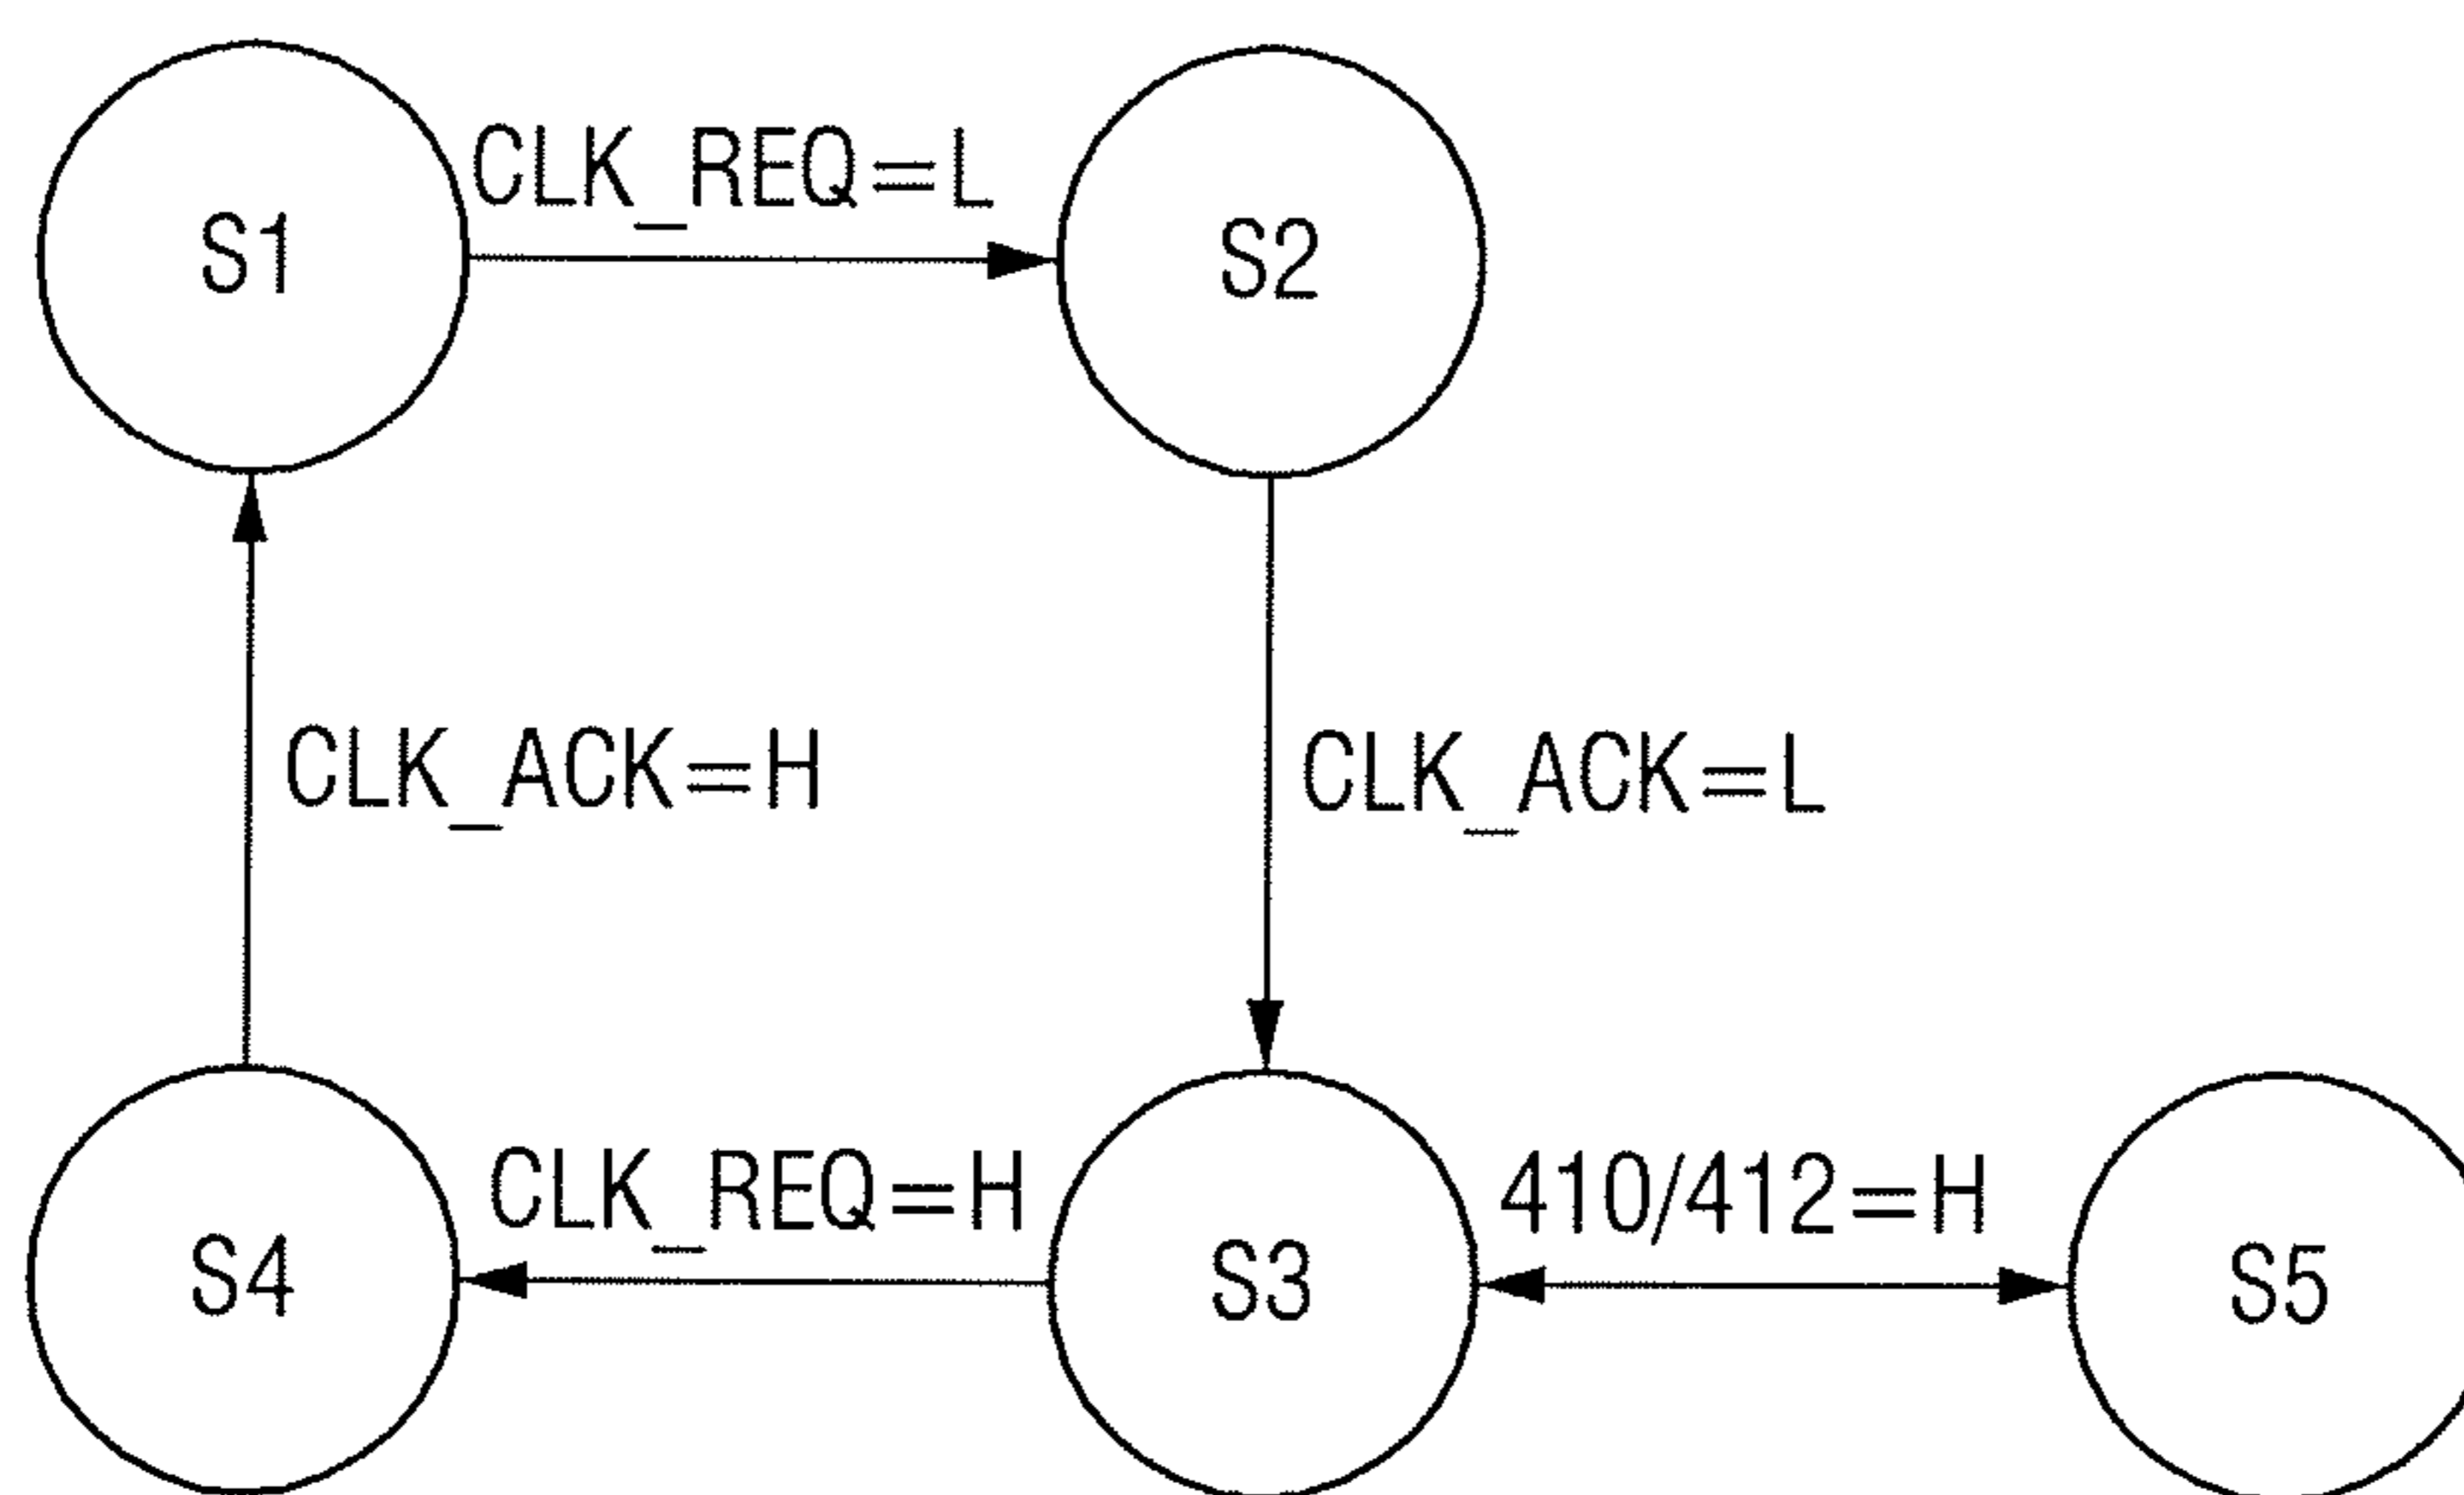 CLK_REQ=L
S1
S2
CLK_ACK=H
CLK_ACK=L
CLK_REQ=H
410/412=H
S4
S3
S5